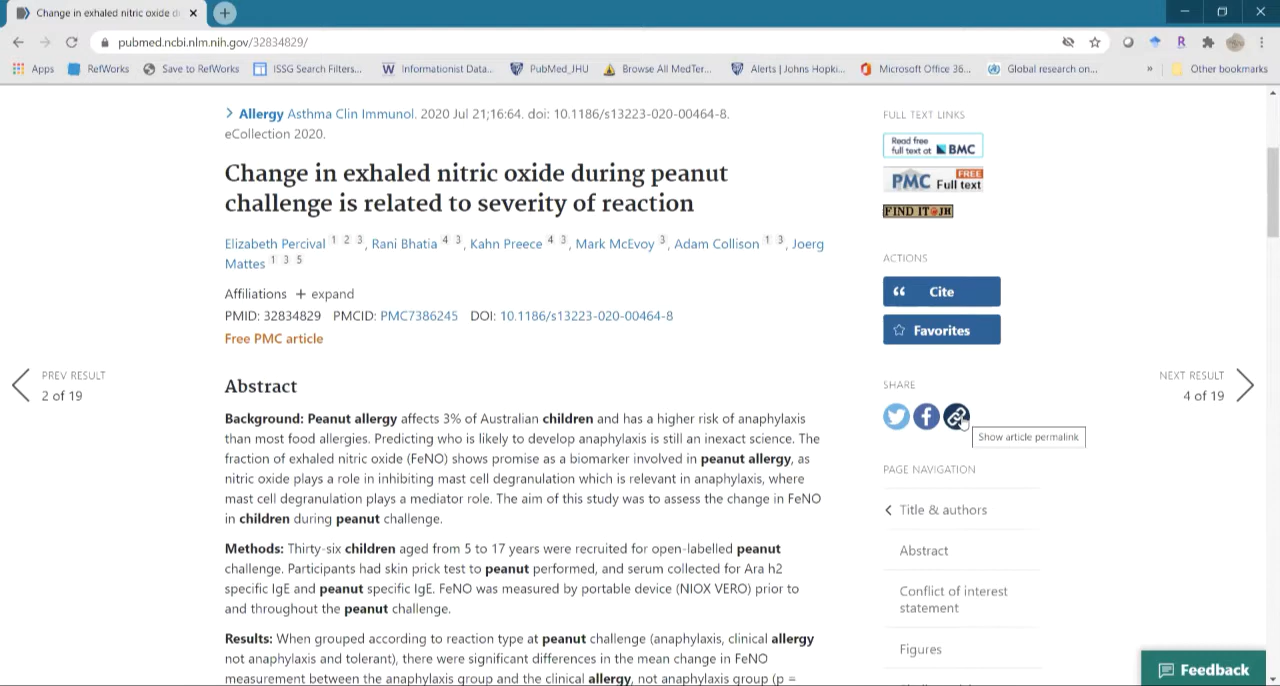 Change in exhaled nitric oxide d
pubmed.ncbi.nlm.nih.gov/32834829/
Apps RefWorks Save to RefWorks ISSG Search Filters... Informationist Data... PubMed_JHU Browse All MedTer... Alerts | Johns Hopki... Microsoft Office 36... Global research on... » Other bookmarks
> Allergy Asthma Clin Immunol. 2020 Jul 21;16:64. doi: 10.1186/s13223-020-00464-8.
eCollection 2020.
Change in exhaled nitric oxide during peanut
challenge is related to severity of reaction
Elizabeth Percival 1 2 3, Rani Bhatia 4 3, Kahn Preece 4 3, Mark McEvoy 3, Adam Collison 1 3, Joerg
Mattes 1 3 5
Affiliations + expand
PMID: 32834829 PMCID: PMC7386245 DOI: 10.1186/s13223-020-00464-8
Free PMC article
PREV RESULT
2 of 19
Abstract
Background: Peanut allergy affects 3% of Australian children and has a higher risk of anaphylaxis
than most food allergies. Predicting who is likely to develop anaphylaxis is still an inexact science. The
fraction of exhaled nitric oxide (FeNO) shows promise as a biomarker involved in peanut allergy, as
nitric oxide plays a role in inhibiting mast cell degranulation which is relevant in anaphylaxis, where
mast cell degranulation plays a mediator role. The aim of this study was to assess the change in FeNO
in children during peanut challenge.
Methods: Thirty-six children aged from 5 to 17 years were recruited for open-labelled peanut
challenge. Participants had skin prick test to peanut performed, and serum collected for Ara h2
specific IgE and peanut specific IgE. FeNO was measured by portable device (NIOX VERO) prior to
and throughout the peanut challenge.
Results: When grouped according to reaction type at peanut challenge (anaphylaxis, clinical allergy
not anaphylaxis and tolerant), there were significant differences in the mean change in FeNO
measurement between the anaphylaxis group and the clinical allergy, not anaphylaxis group (p =
FULL TEXT LINKS
Read free
full text at BMC
PMC FREE Full text
FIND IT@JH
ACTIONS
Cite
Favorites
SHARE
Show article permalink
PAGE NAVIGATION
Title & authors
Abstract
Conflict of interest
statement
Figures
NEXT RESULT
4 of 19
Feedback